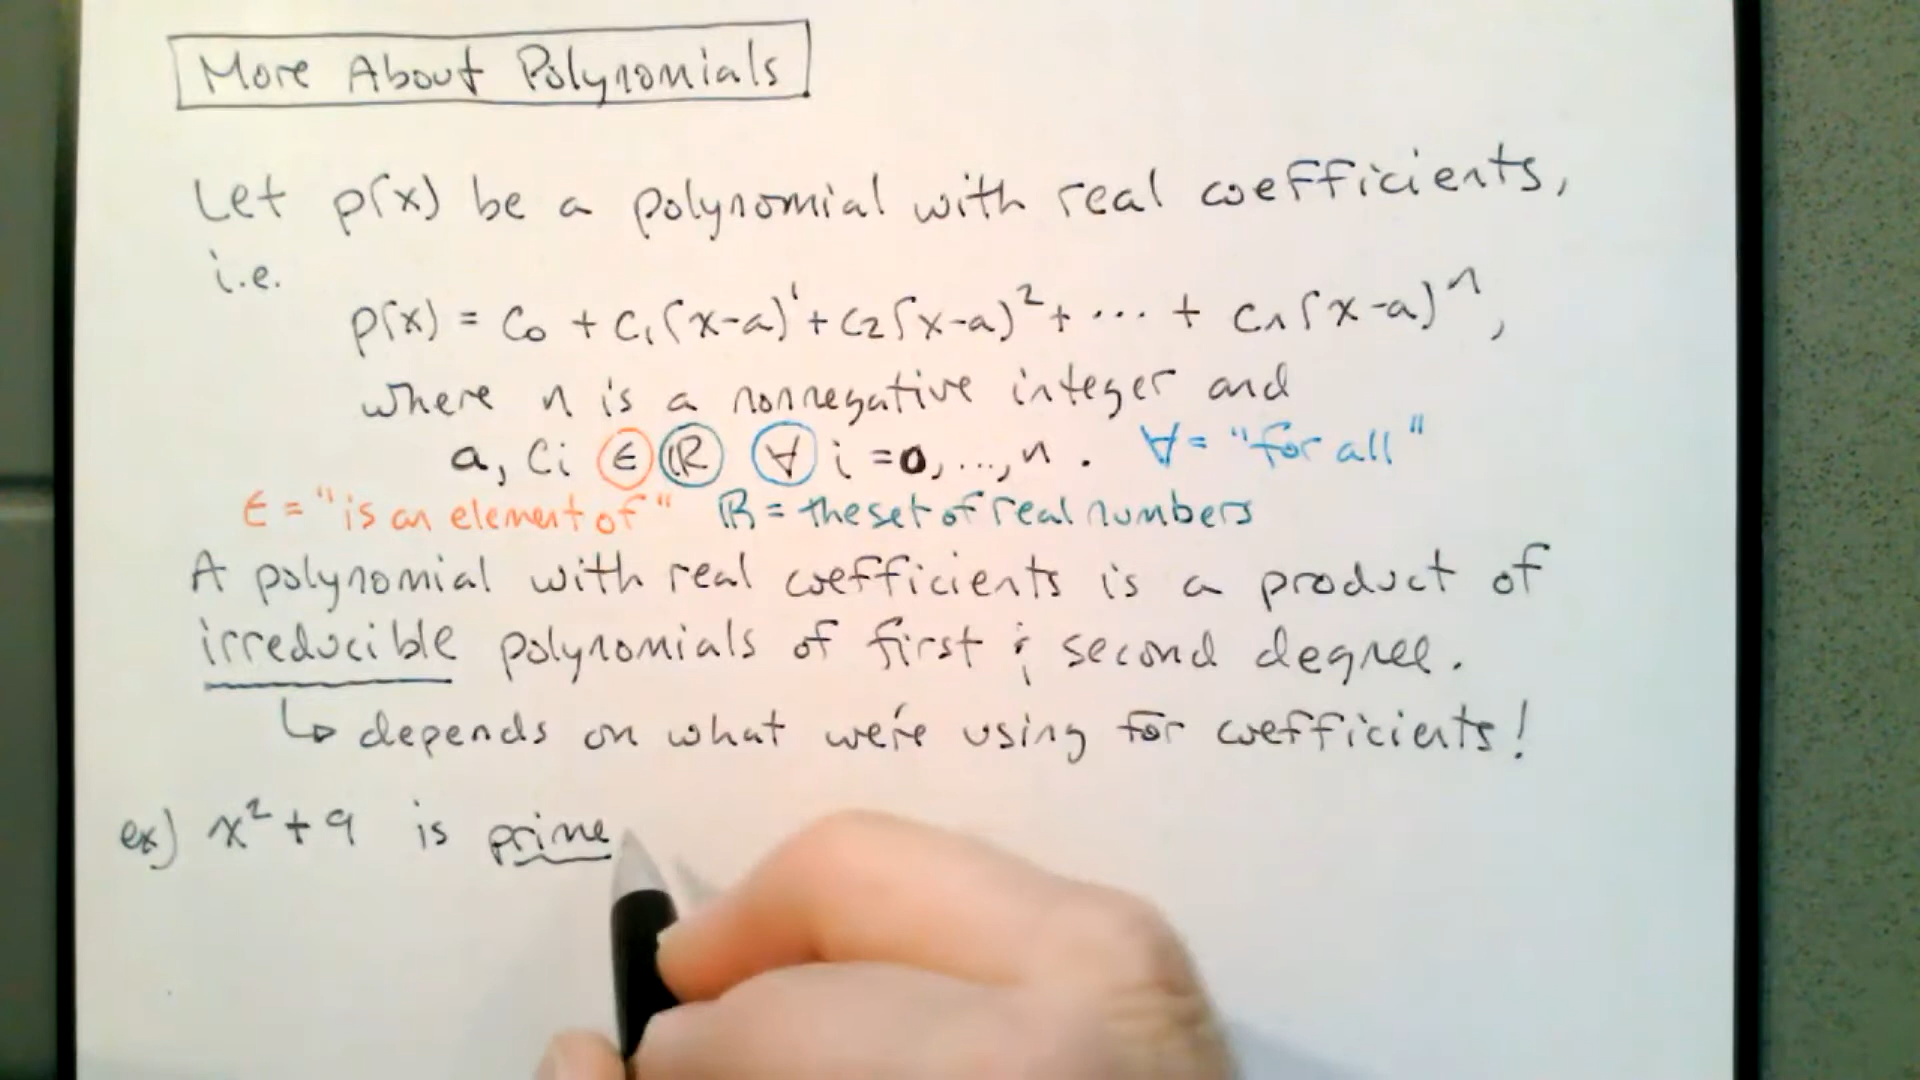 More About Polynomials
Let p(x) be a polynomial with real coefficients,
i.e.
p(x) = c₀ + c₁(x-a)¹ + c₂(x-a)² + ... + cₙ(x-a)ⁿ,
where n is a nonnegative integer and
a, cᵢ ∈ ℝ ∀ i = 0, ..., n. ∀ = "for all"
∈ = "is an element of" ℝ = the set of real numbers
A polynomial with real coefficients is a product of
irreducible polynomials of first & second degree.
↳ depends on what we're using for coefficients!
ex) x² + 9 is prime